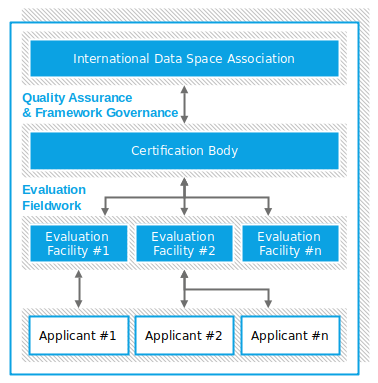 International Data Space Association
Quality Assurance
& Framework Governance
Certification Body
Evaluation
Fieldwork
Evaluation
Facility #1
Evaluation
Facility #2
Evaluation
Facility #n
Applicant #1
Applicant #2
Applicant #n